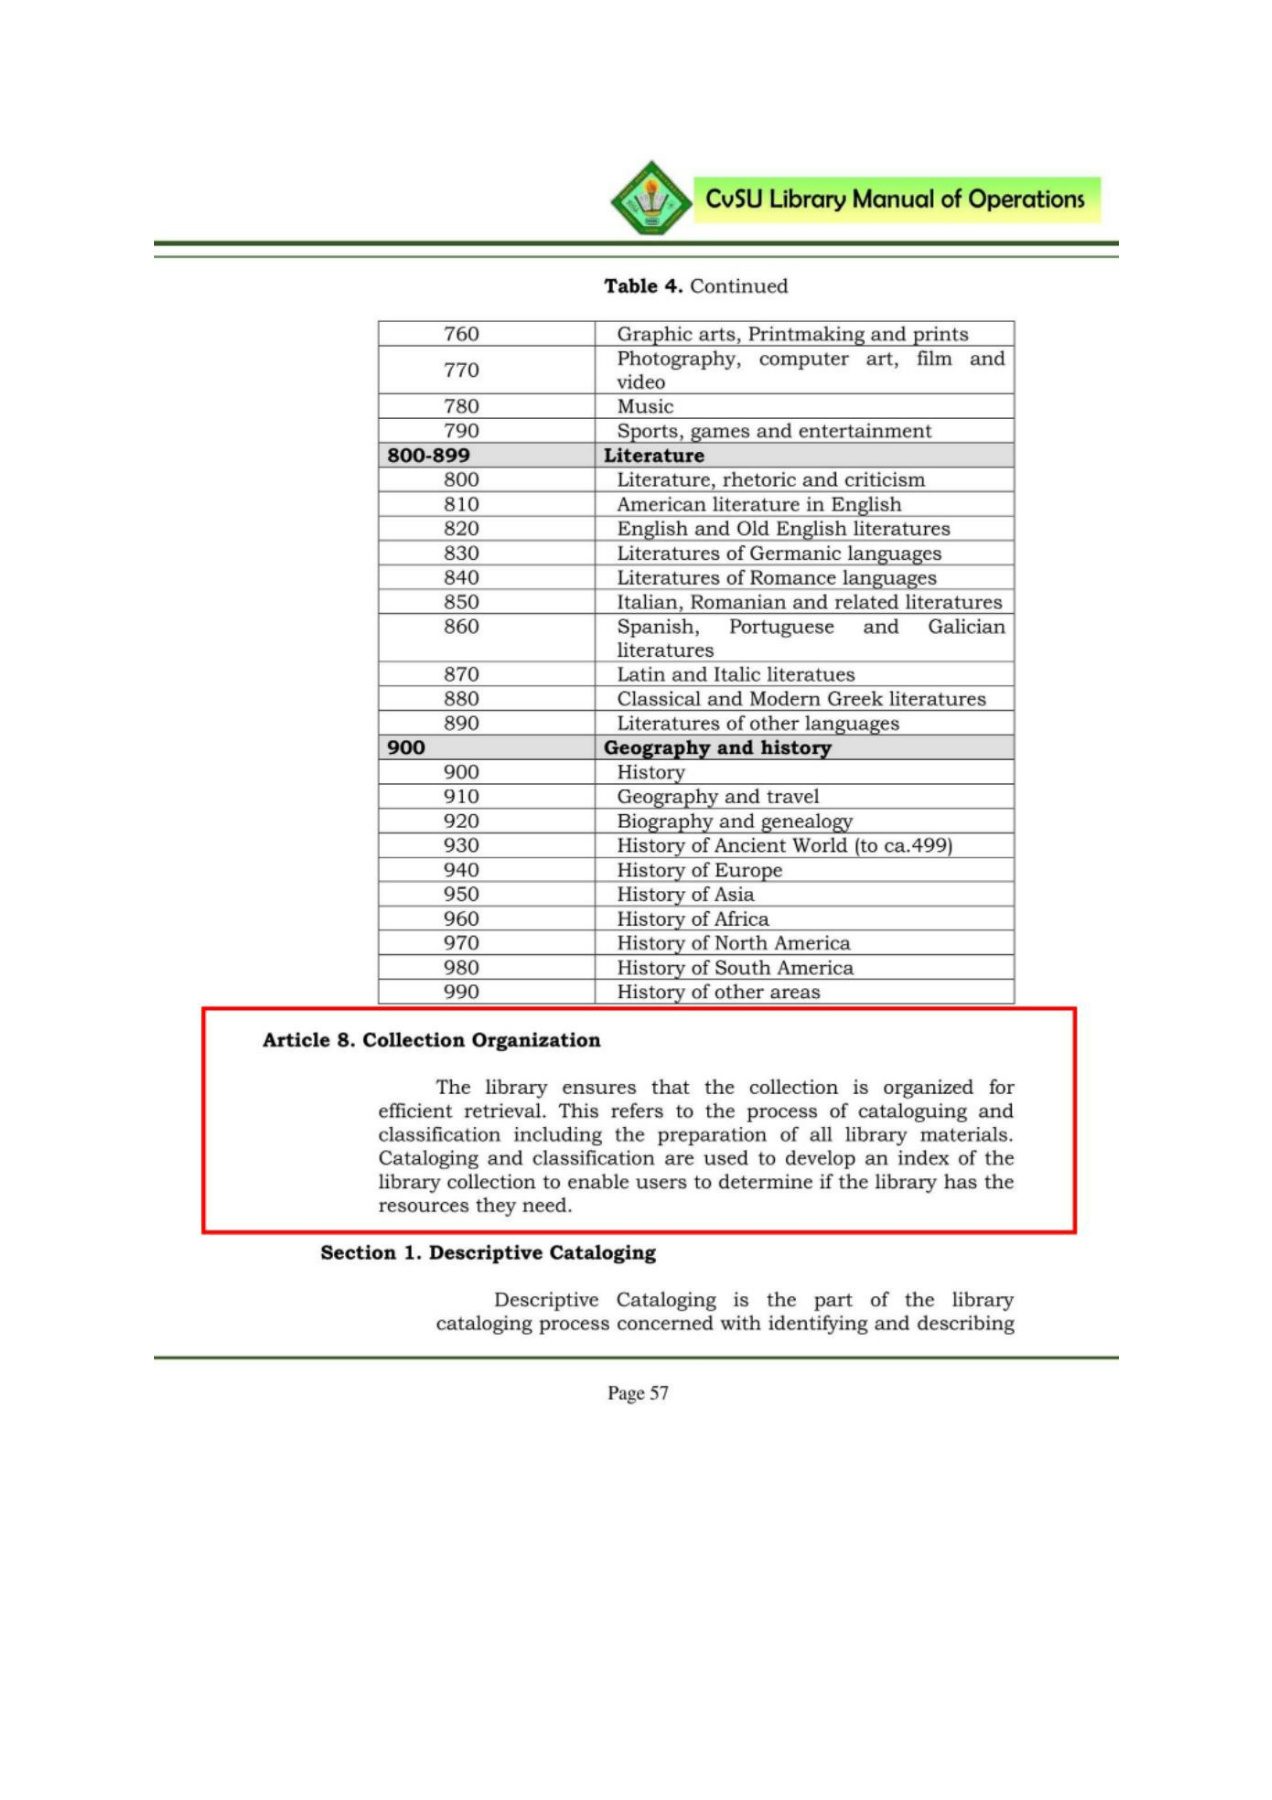 CvSU Library Manual of Operations
Table 4. Continued
760 Graphic arts, Printmaking and prints
770 Photography, computer art, film and
video
780 Music
790 Sports, games and entertainment
800-899 Literature
800 Literature, rhetoric and criticism
810 American literature in English
820 English and Old English literatures
830 Literatures of Germanic languages
840 Literatures of Romance languages
850 Italian, Romanian and related literatures
860 Spanish, Portuguese and Galician
literatures
870 Latin and Italic literatues
880 Classical and Modern Greek literatures
890 Literatures of other languages
900 Geography and history
900 History
910 Geography and travel
920 Biography and genealogy
930 History of Ancient World (to ca.499)
940 History of Europe
950 History of Asia
960 History of Africa
970 History of North America
980 History of South America
990 History of other areas
Article 8. Collection Organization
The library ensures that the collection is organized for
efficient retrieval. This refers to the process of cataloguing and
classification including the preparation of all library materials.
Cataloging and classification are used to develop an index of the
library collection to enable users to determine if the library has the
resources they need.
Section 1. Descriptive Cataloging
Descriptive Cataloging is the part of the library
cataloging process concerned with identifying and describing
Page 57